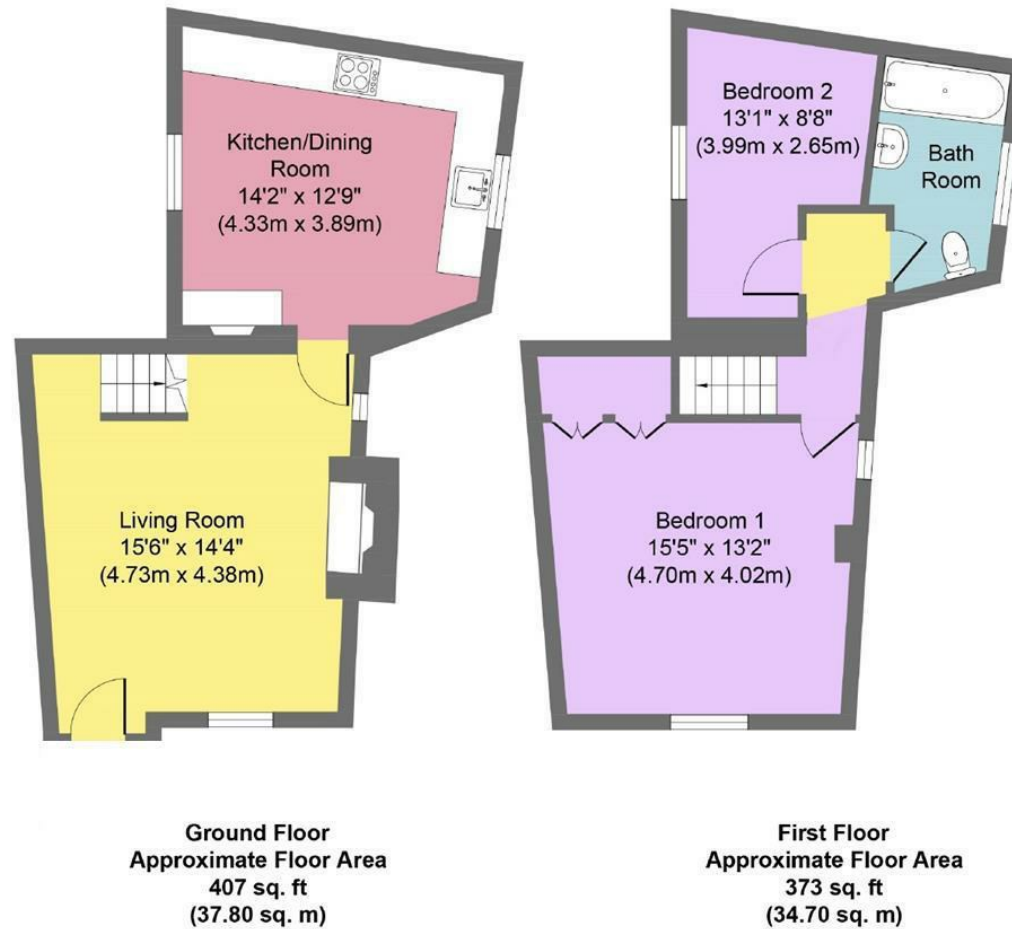 Kitchen/Dining
Room
14'2" x 12'9"
(4.33m x 3.89m)
Living Room
15'6" x 14'4"
(4.73m x 4.38m)
Ground Floor
Approximate Floor Area
407 sq. ft
(37.80 sq. m)
Bedroom 2
13'1" x 8'8"
(3.99m x 2.65m)
Bath
Room
Bedroom 1
15'5" x 13'2"
(4.70m x 4.02m)
First Floor
Approximate Floor Area
373 sq. ft
(34.70 sq. m)